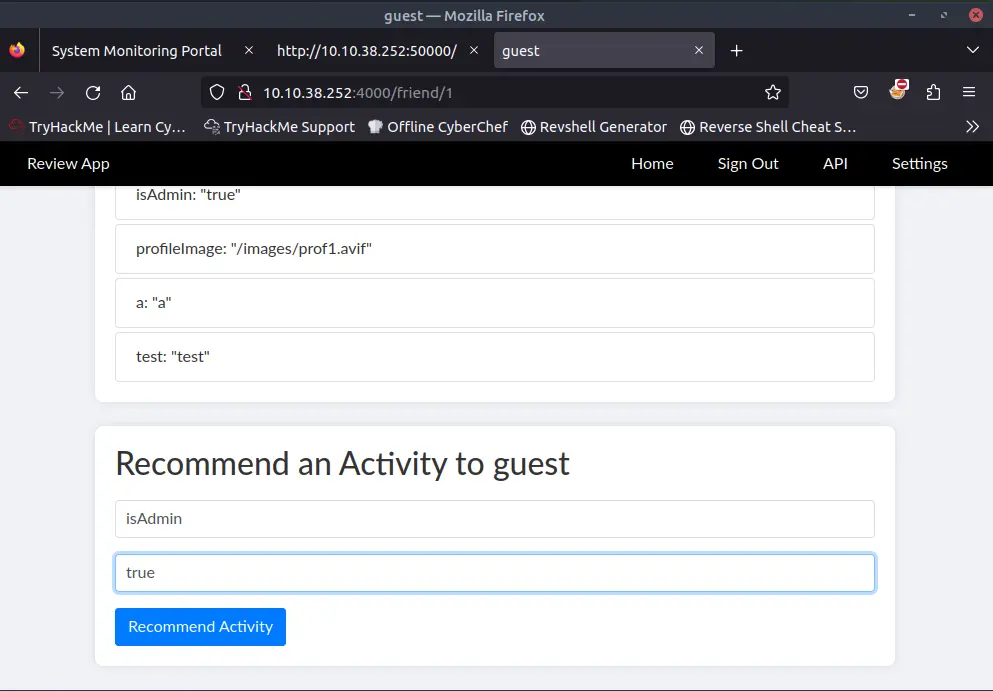 guest — Mozilla Firefox
System Monitoring Portal
http://10.10.38.252:50000/
guest
10.10.38.252:4000/friend/1
TryHackMe | Learn Cy… TryHackMe Support Offline CyberChef Revshell Generator Reverse Shell Cheat S…
Review App Home Sign Out API Settings
isAdmin: "true"
profileImage: "/images/prof1.avif"
a: "a"
test: "test"
Recommend an Activity to guest
isAdmin
true
Recommend Activity